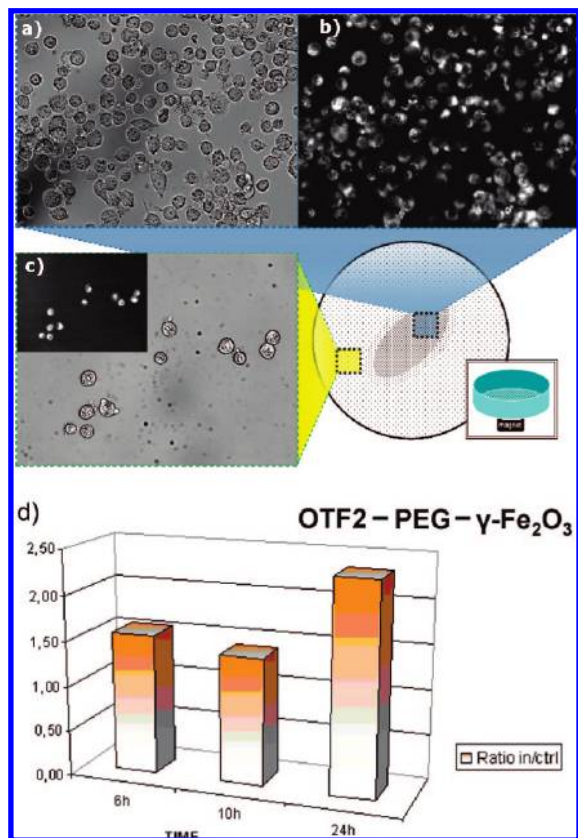 a)
b)
c)
magnet
d)
OTF2 – PEG – γ-Fe₂O₃
2,50
2,00
1,50
1,00
0,50
0,00
6h
10h
24h
TIME
Ratio in/ctrl